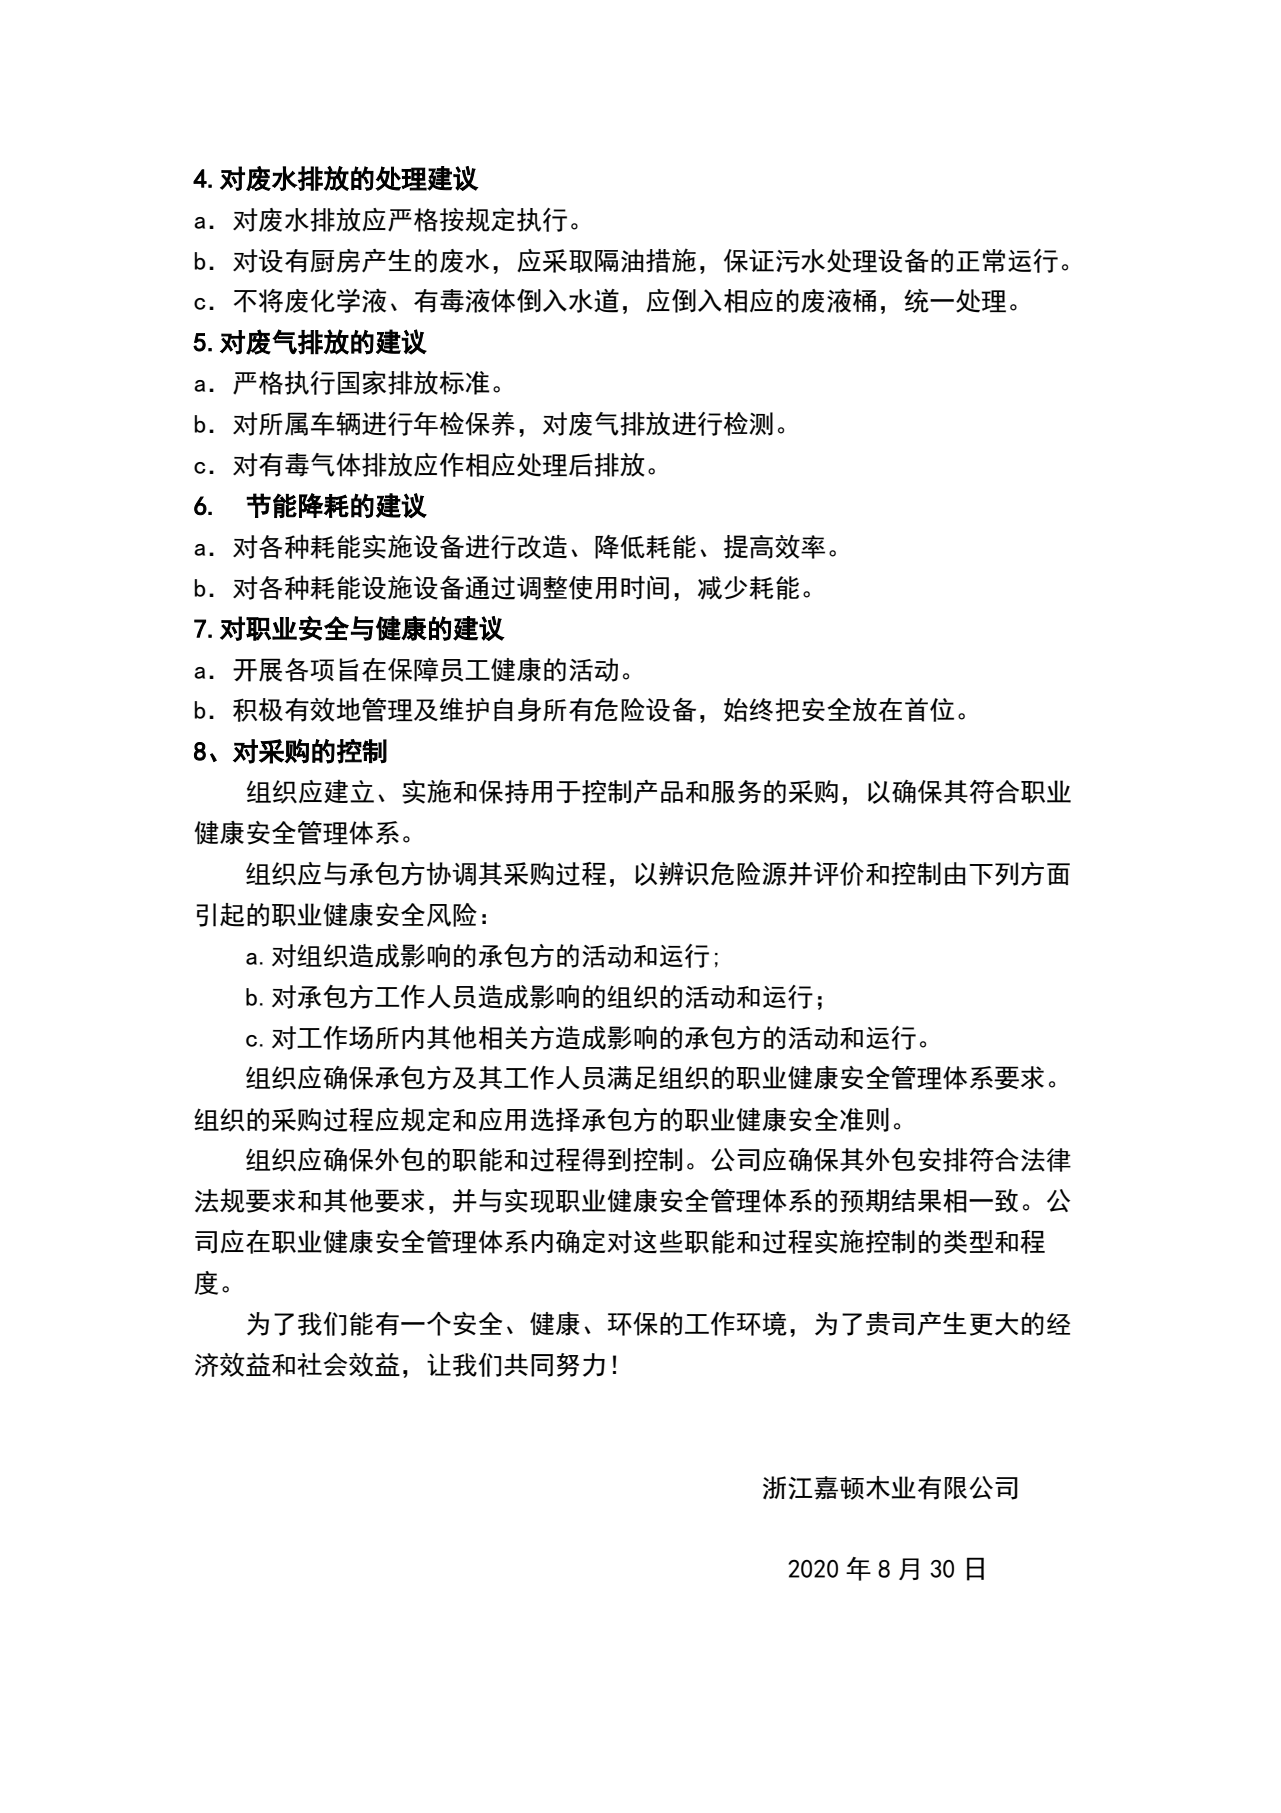 4.对废水排放的处理建议
a．对废水排放应严格按规定执行。
b．对设有厨房产生的废水，应采取隔油措施，保证污水处理设备的正常运行。
c．不将废化学液、有毒液体倒入水道，应倒入相应的废液桶，统一处理。
5.对废气排放的建议
a．严格执行国家排放标准。
b．对所属车辆进行年检保养，对废气排放进行检测。
c．对有毒气体排放应作相应处理后排放。
6.  节能降耗的建议
a．对各种耗能实施设备进行改造、降低耗能、提高效率。
b．对各种耗能设施设备通过调整使用时间，减少耗能。
7.对职业安全与健康的建议
a．开展各项旨在保障员工健康的活动。
b．积极有效地管理及维护自身所有危险设备，始终把安全放在首位。
8、对采购的控制
组织应建立、实施和保持用于控制产品和服务的采购，以确保其符合职业
健康安全管理体系。
组织应与承包方协调其采购过程，以辨识危险源并评价和控制由下列方面
引起的职业健康安全风险：
a.对组织造成影响的承包方的活动和运行;
b.对承包方工作人员造成影响的组织的活动和运行；
c.对工作场所内其他相关方造成影响的承包方的活动和运行。
组织应确保承包方及其工作人员满足组织的职业健康安全管理体系要求。
组织的采购过程应规定和应用选择承包方的职业健康安全准则。
组织应确保外包的职能和过程得到控制。公司应确保其外包安排符合法律
法规要求和其他要求，并与实现职业健康安全管理体系的预期结果相一致。公
司应在职业健康安全管理体系内确定对这些职能和过程实施控制的类型和程
度。
为了我们能有一个安全、健康、环保的工作环境，为了贵司产生更大的经
济效益和社会效益，让我们共同努力！
浙江嘉顿木业有限公司
2020 年 8 月 30 日